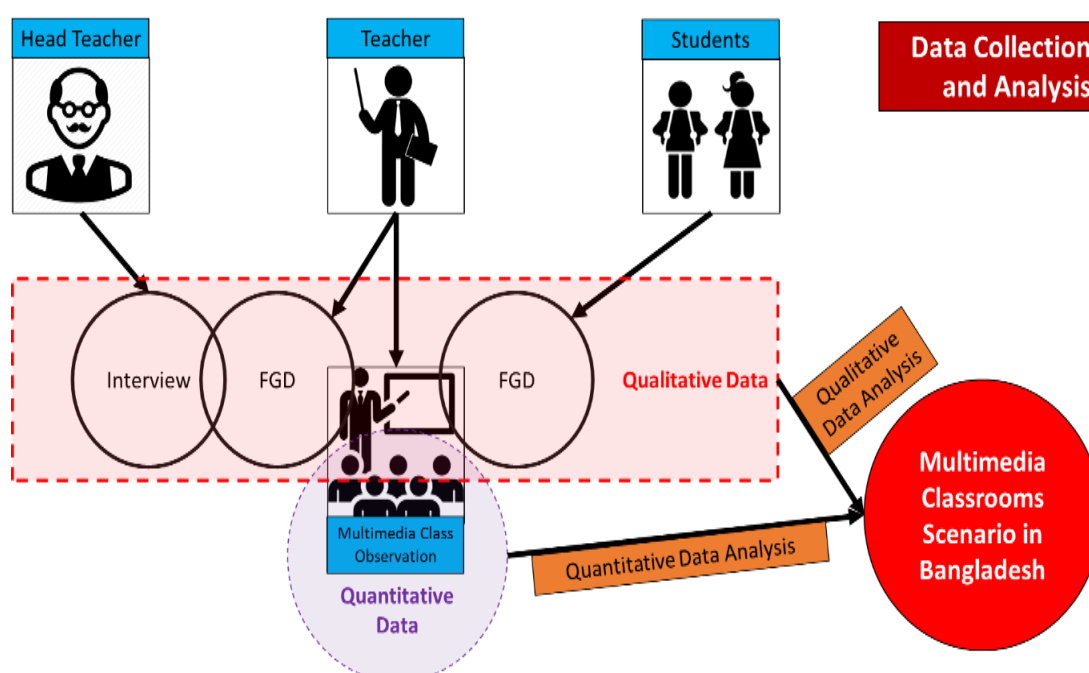 Head Teacher
Teacher
Students
Data Collection
and Analysis
Interview
FGD
FGD
Qualitative Data
Qualitative
Data Analysis
Multimedia Class
Observation
Quantitative
Data
Quantitative Data Analysis
Multimedia
Classrooms
Scenario in
Bangladesh